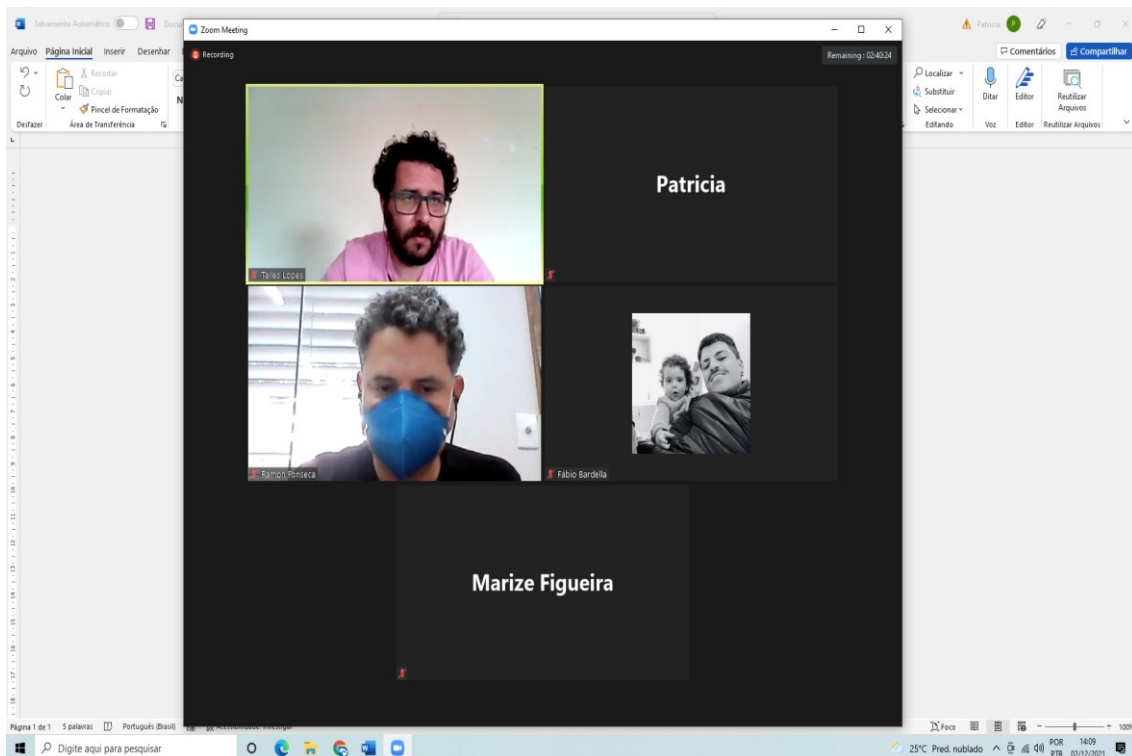 Salvamento Automático
Zoom Meeting
Patricia
P
Arquivo Página Inicial Inserir Desenhar
Comentários
Compartilhar
Recording
Remaining : 02:40:24
Colar
Recortar
Copiar
Pincel de Formatação
Localizar
Substituir
Selecionar
Ditar
Editor
Reutilizar
Arquivos
Desfazer
Área de Transferência
Editando
Voz
Editor
Reutilizar Arquivos
Patricia
Tales Lopes
Ramon Fonseca
Fábio Bardella
Marize Figueira
Página 1 de 1
5 palavras
Português (Brasil)
Foco
100%
Digite aqui para pesquisar
25°C Pred. nublado
POR
PTB
14:09
02/12/2021